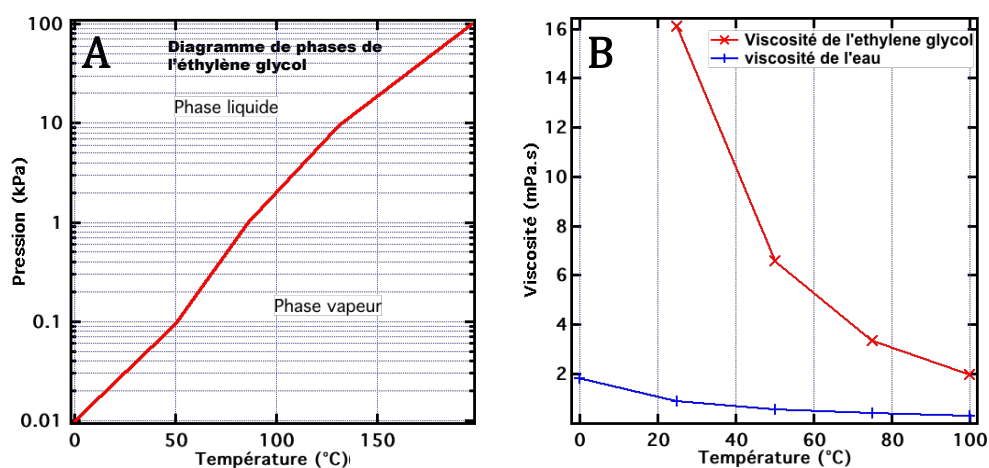 A
Diagramme de phases de
l'éthylène glycol
Phase liquide
Phase vapeur
Pression (kPa)
100
10
1
0.1
0.01
0
50
100
150
Température (°C)
B
Viscosité de l'ethylene glycol
viscosité de l'eau
Viscosité (mPa.s)
16
14
12
10
8
6
4
2
0
20
40
60
80
100
Température (°C)